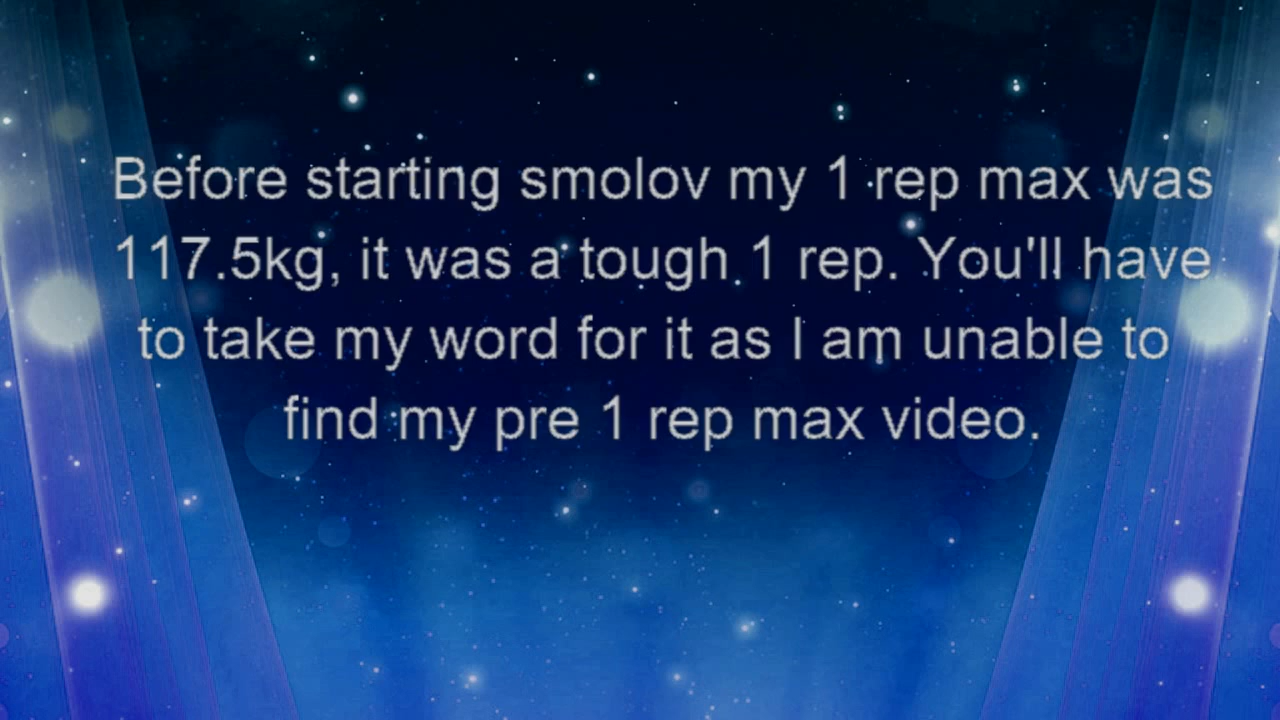 Before starting smolov my 1 rep max was
117.5kg, it was a tough 1 rep. You'll have
to take my word for it as I am unable to
find my pre 1 rep max video.